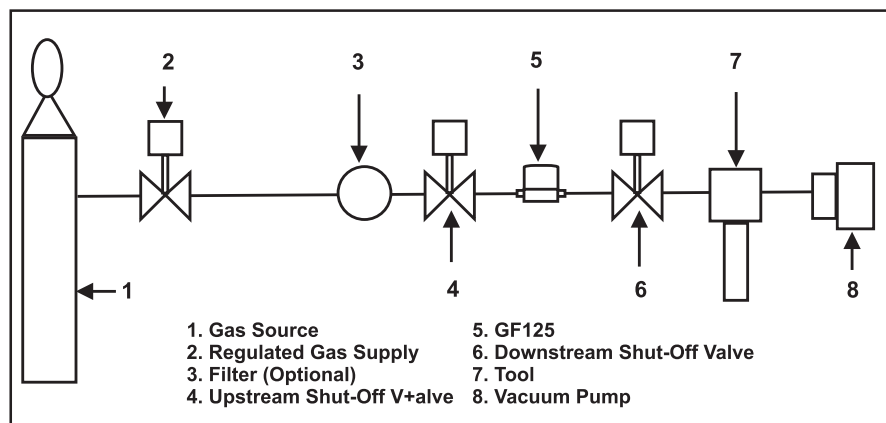 2 3 5 7
1 4 6 8
1. Gas Source
2. Regulated Gas Supply
3. Filter (Optional)
4. Upstream Shut-Off V+alve
5. GF125
6. Downstream Shut-Off Valve
7. Tool
8. Vacuum Pump